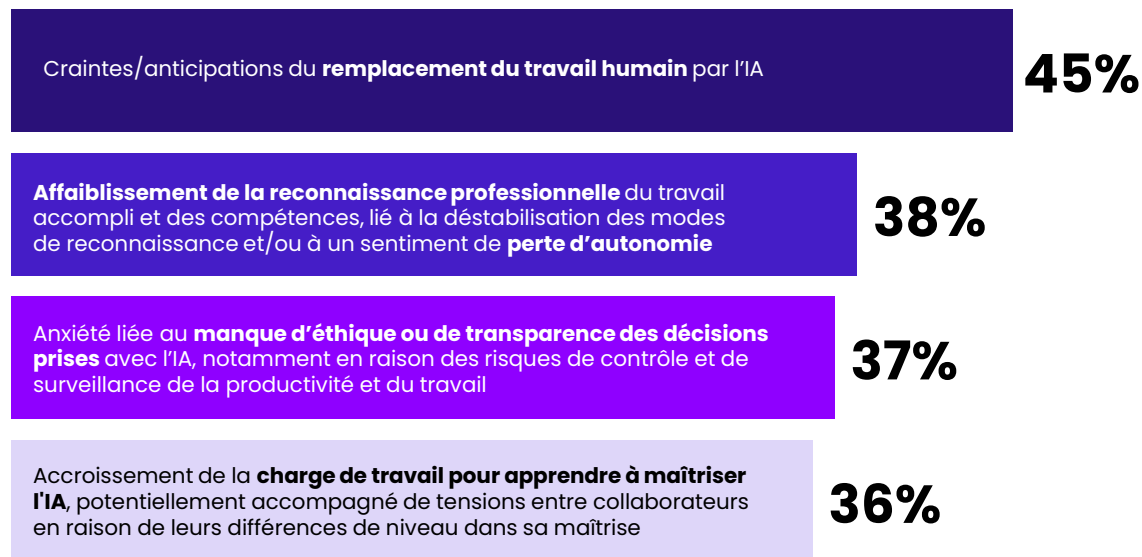 Craintes/anticipations du remplacement du travail humain par l’IA
45%
Affaiblissement de la reconnaissance professionnelle du travail
accompli et des compétences, lié à la déstabilisation des modes
de reconnaissance et/ou à un sentiment de perte d’autonomie
38%
Anxiété liée au manque d’éthique ou de transparence des décisions
prises avec l’IA, notamment en raison des risques de contrôle et de
surveillance de la productivité et du travail
37%
Accroissement de la charge de travail pour apprendre à maîtriser
l'IA, potentiellement accompagné de tensions entre collaborateurs
en raison de leurs différences de niveau dans sa maîtrise
36%